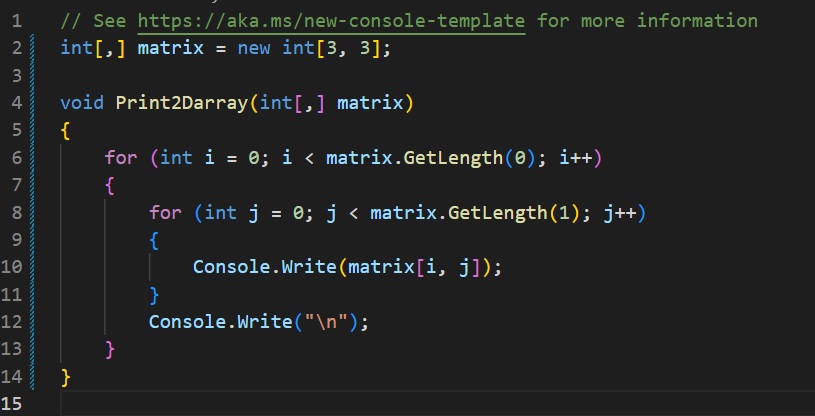 1 // See https://aka.ms/new-console-template for more information
2 int[,] matrix = new int[3, 3];
3
4 void Print2Darray(int[,] matrix)
5 {
6 for (int i = 0; i < matrix.GetLength(0); i++)
7 {
8 for (int j = 0; j < matrix.GetLength(1); j++)
9 {
10 Console.Write(matrix[i, j]);
11 }
12 Console.Write("\n");
13 }
14 }
15